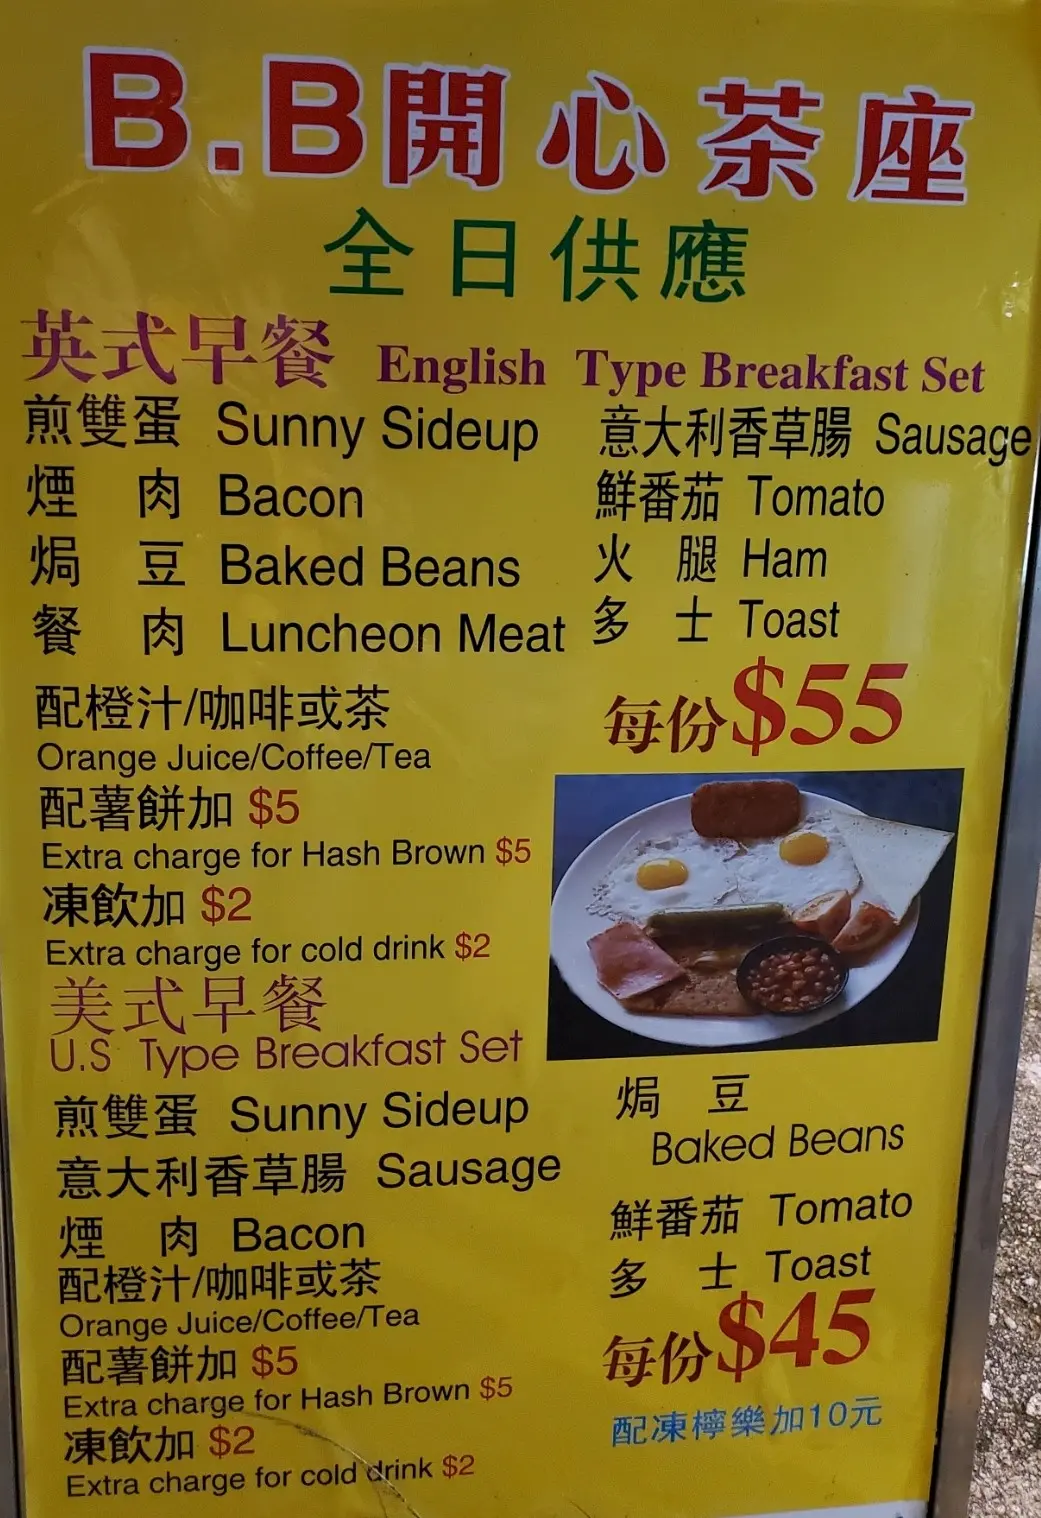 B.B開心茶座
全日供應
英式早餐 English Type Breakfast Set
煎雙蛋 Sunny Sideup
意大利香草腸 Sausage
煙 肉 Bacon
鮮番茄 Tomato
焗 豆 Baked Beans
火 腿 Ham
餐 肉 Luncheon Meat
多 士 Toast
配橙汁/咖啡或茶
Orange Juice/Coffee/Tea
每份$55
配薯餅加 $5
Extra charge for Hash Brown $5
凍飲加 $2
Extra charge for cold drink $2
美式早餐
U.S Type Breakfast Set
煎雙蛋 Sunny Sideup
焗 豆
Baked Beans
意大利香草腸 Sausage
鮮番茄 Tomato
煙 肉 Bacon
多 士 Toast
配橙汁/咖啡或茶
Orange Juice/Coffee/Tea
每份$45
配薯餅加 $5
Extra charge for Hash Brown $5
配凍檸樂加10元
凍飲加 $2
Extra charge for cold drink $2